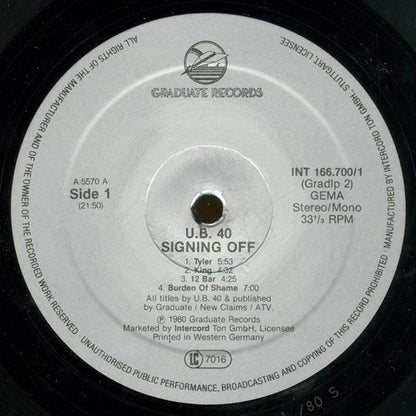 ALL RIGHTS OF THE MANUFACTURER AND OF THE OWNER OF THE RECORDED WORK RESERVED · UNAUTHORISED PUBLIC PERFORMANCE, BROADCASTING AND COPYING OF THIS RECORD PROHIBITED · MANUFACTURED BY INTERCORD TON GMBH, STUTTGART, LICENSEE.
GRADUATE RECORDS
A-5570 A
Side 1
(21:50)
INT 166.700/1
(Gradlp 2)
GEMA
Stereo/Mono
33⅓ RPM
U.B. 40
SIGNING OFF
1. Tyler 5:53
2. King 4:32
3. 12 Bar 4:25
4. Burden Of Shame 7:00
All titles by U.B. 40 & published
by Graduate / New Claims / ATV.
℗ 1980 Graduate Records
Marketed by Intercord Ton GmbH, Licensee
Printed in Western Germany
LC 7016